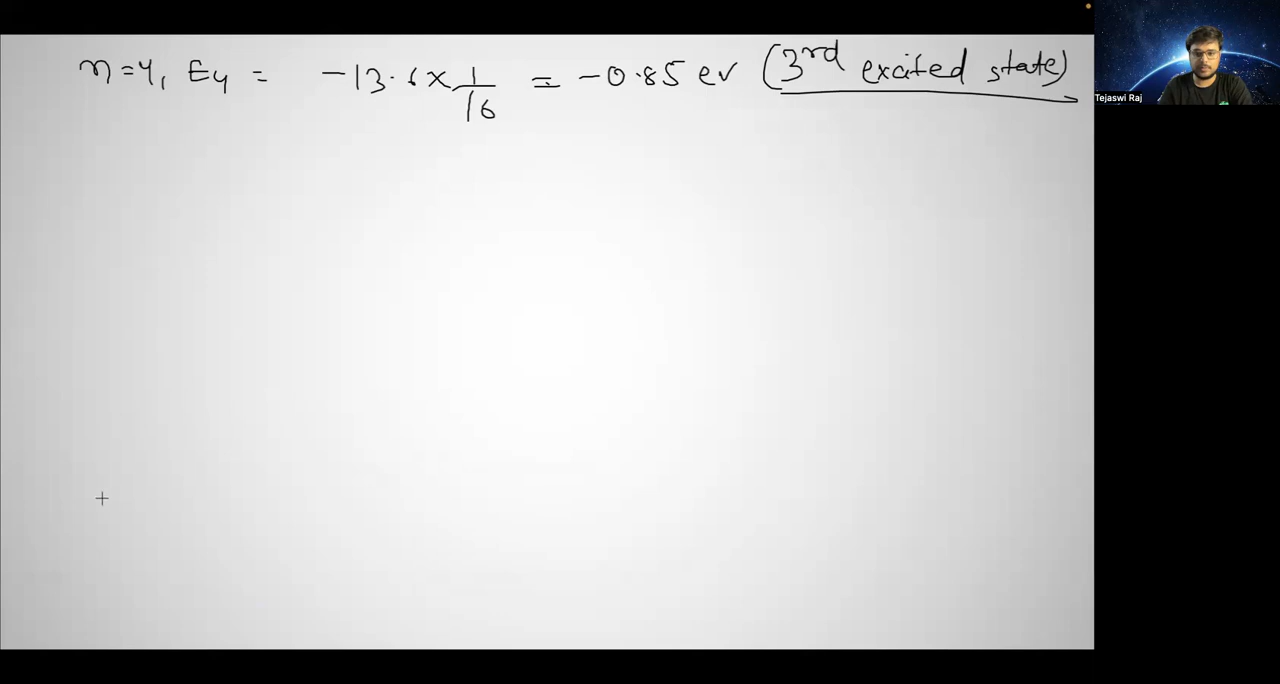 n=4, E4 = -13.6 × 1/16 = -0.85 ev (3rd excited state)
Tejaswi Raj